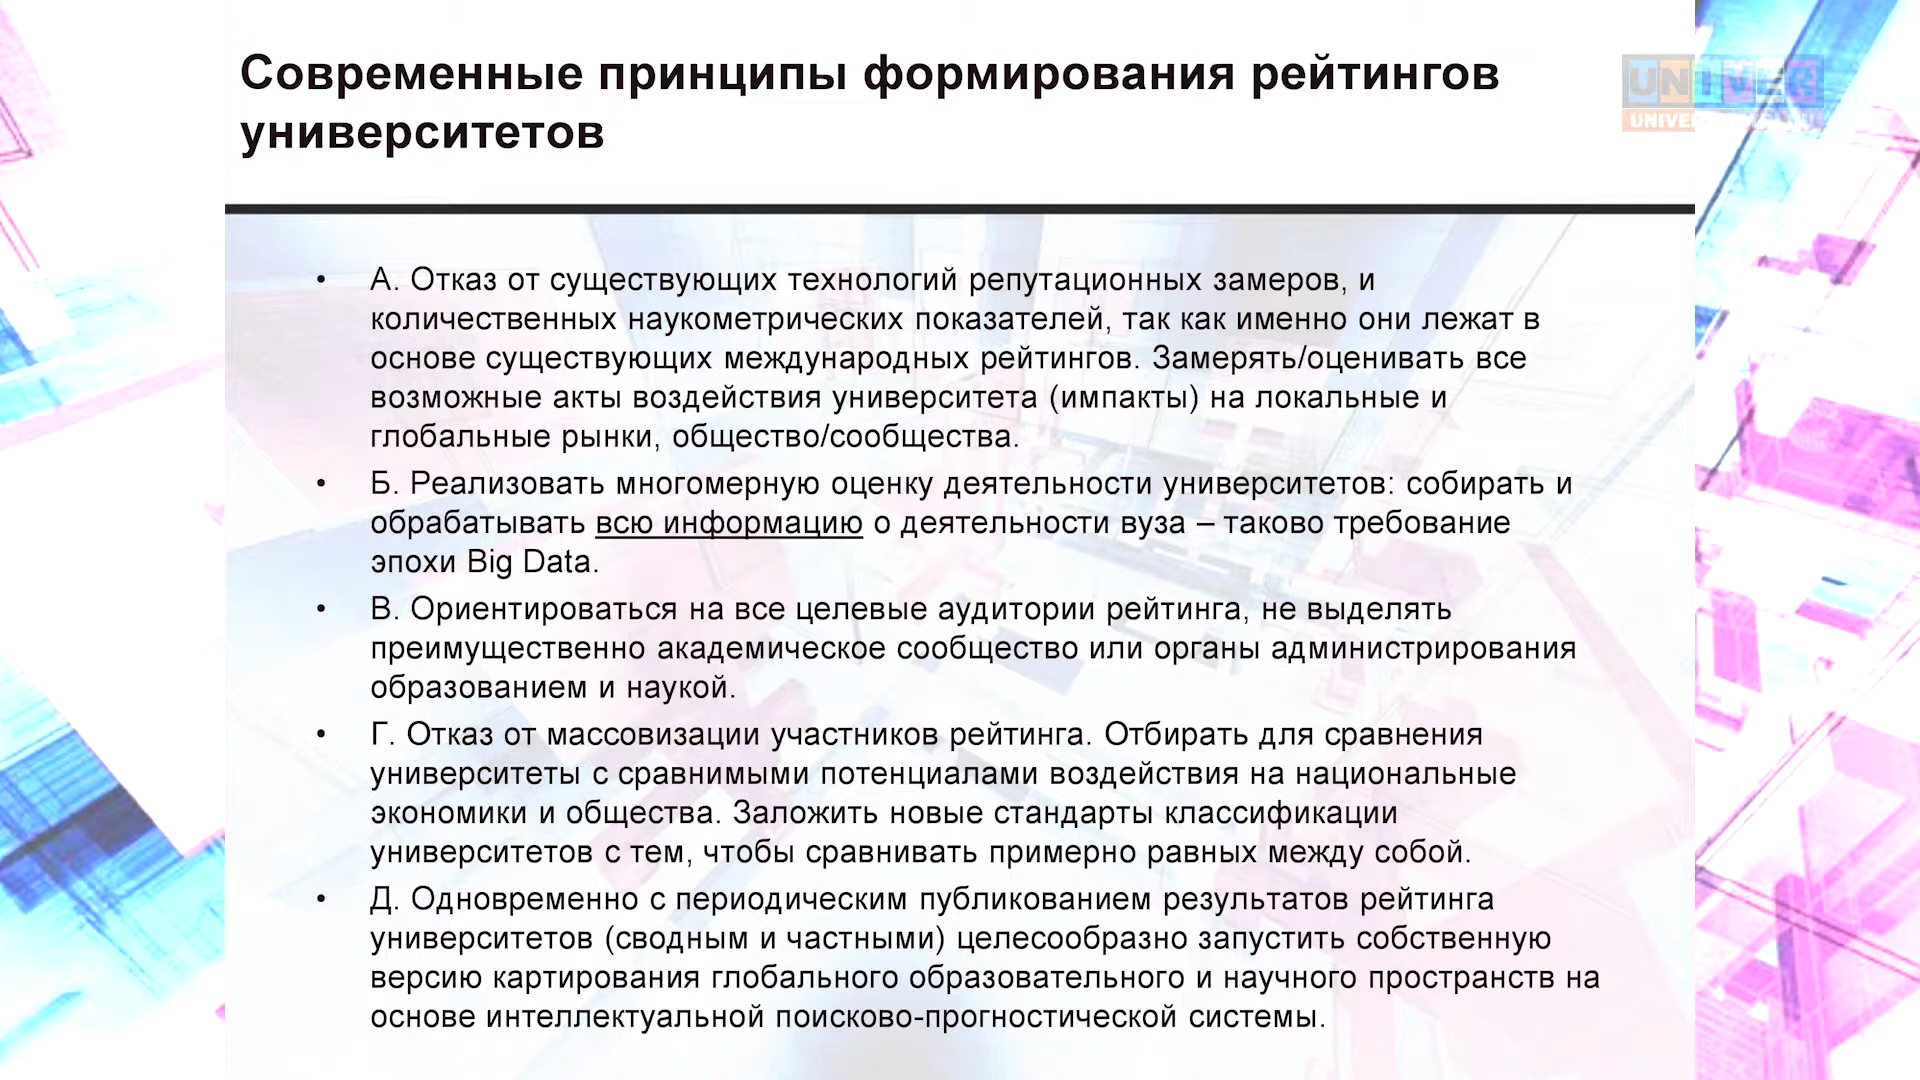 Современные принципы формирования рейтингов
университетов
UNIVER
• А. Отказ от существующих технологий репутационных замеров, и
количественных наукометрических показателей, так как именно они лежат в
основе существующих международных рейтингов. Замерять/оценивать все
возможные акты воздействия университета (импакты) на локальные и
глобальные рынки, общество/сообщества.
• Б. Реализовать многомерную оценку деятельности университетов: собирать и
обрабатывать всю информацию о деятельности вуза – таково требование
эпохи Big Data.
• В. Ориентироваться на все целевые аудитории рейтинга, не выделять
преимущественно академическое сообщество или органы администрирования
образованием и наукой.
• Г. Отказ от массовизации участников рейтинга. Отбирать для сравнения
университеты с сравнимыми потенциалами воздействия на национальные
экономики и общества. Заложить новые стандарты классификации
университетов с тем, чтобы сравнивать примерно равных между собой.
• Д. Одновременно с периодическим публикованием результатов рейтинга
университетов (сводным и частными) целесообразно запустить собственную
версию картирования глобального образовательного и научного пространств на
основе интеллектуальной поисково-прогностической системы.